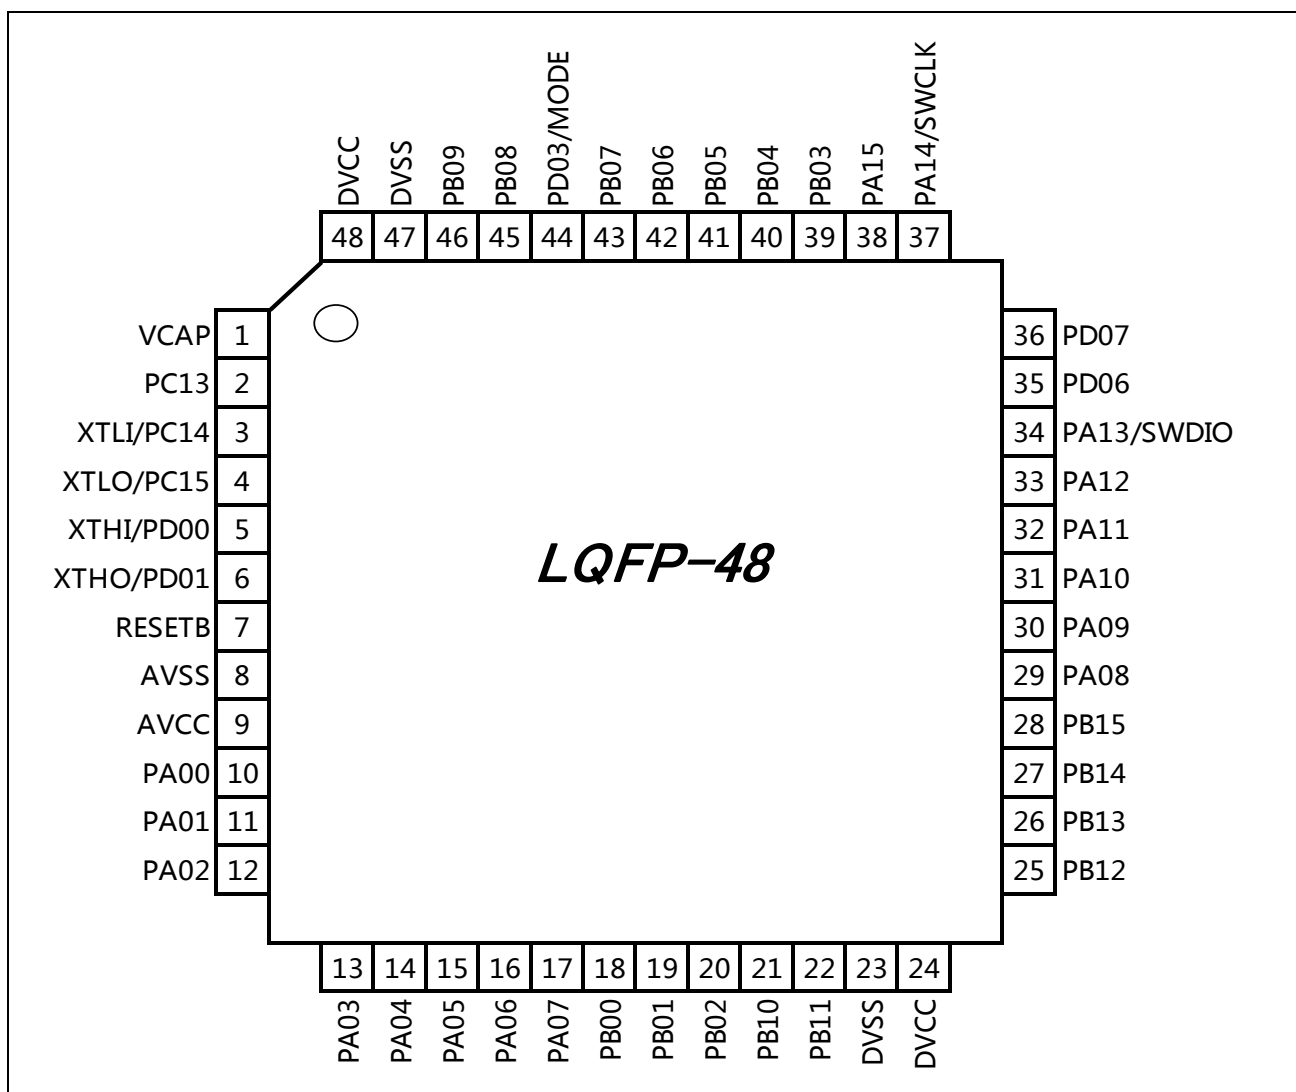 DVCC DVSS PB09 PB08 PD03/MODE PB07 PB06 PB05 PB04 PB03 PA15 PA14/SWCLK
48 47 46 45 44 43 42 41 40 39 38 37
VCAP 1
PC13 2
XTLI/PC14 3
XTLO/PC15 4
XTHI/PD00 5
XTHO/PD01 6
RESETB 7
AVSS 8
AVCC 9
PA00 10
PA01 11
PA02 12
LQFP-48
36 PD07
35 PD06
34 PA13/SWDIO
33 PA12
32 PA11
31 PA10
30 PA09
29 PA08
28 PB15
27 PB14
26 PB13
25 PB12
13 14 15 16 17 18 19 20 21 22 23 24
PA03 PA04 PA05 PA06 PA07 PB00 PB01 PB02 PB10 PB11 DVSS DVCC